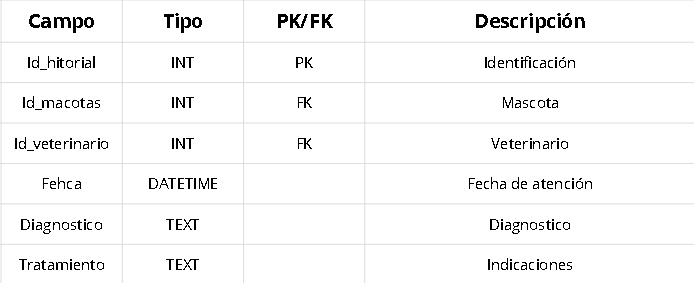 Campo Tipo PK/FK Descripción
Id_hitorial INT PK Identificación
Id_macotas INT FK Mascota
Id_veterinario INT FK Veterinario
Fehca DATETIME Fecha de atención
Diagnostico TEXT Diagnostico
Tratamiento TEXT Indicaciones